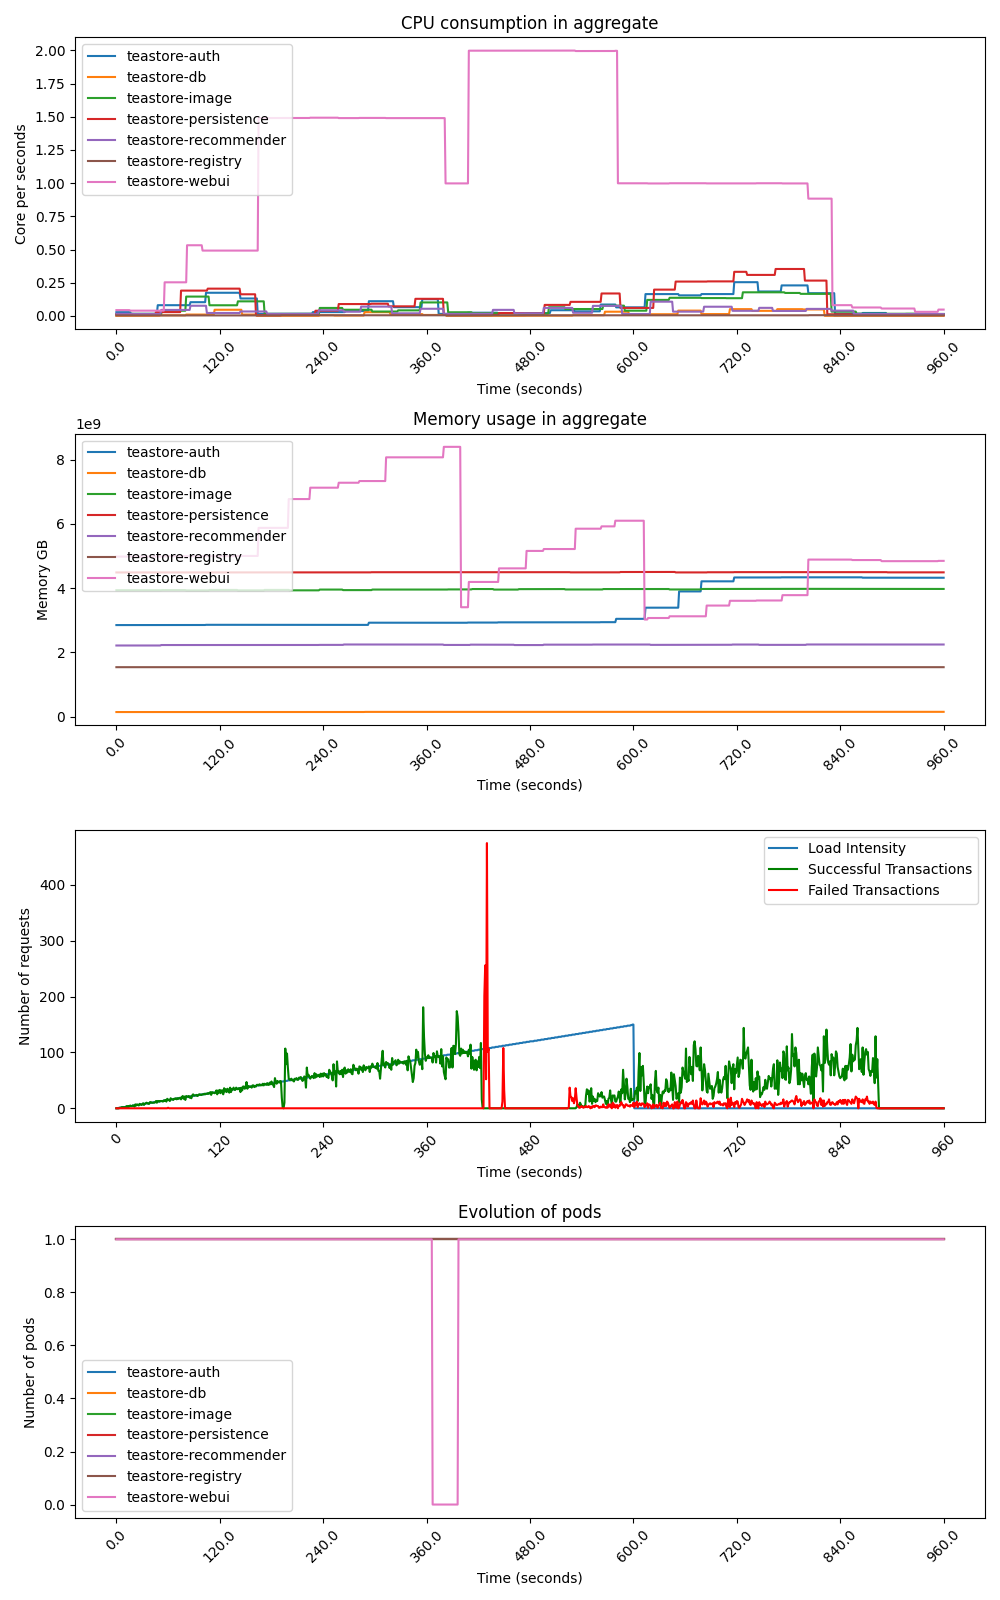 CPU consumption in aggregate
Core per seconds
2.00
1.75
1.50
1.25
1.00
0.75
0.50
0.25
0.00
teastore-auth
teastore-db
teastore-image
teastore-persistence
teastore-recommender
teastore-registry
teastore-webui
0.0 120.0 240.0 360.0 480.0 600.0 720.0 840.0 960.0
Time (seconds)
Memory usage in aggregate
1e9
Memory GB
8
6
4
2
0
teastore-auth
teastore-db
teastore-image
teastore-persistence
teastore-recommender
teastore-registry
teastore-webui
0.0 120.0 240.0 360.0 480.0 600.0 720.0 840.0 960.0
Time (seconds)
Number of requests
400
300
200
100
0
Load Intensity
Successful Transactions
Failed Transactions
0 120 240 360 480 600 720 840 960
Time (seconds)
Evolution of pods
Number of pods
1.0
0.8
0.6
0.4
0.2
0.0
teastore-auth
teastore-db
teastore-image
teastore-persistence
teastore-recommender
teastore-registry
teastore-webui
0.0 120.0 240.0 360.0 480.0 600.0 720.0 840.0 960.0
Time (seconds)